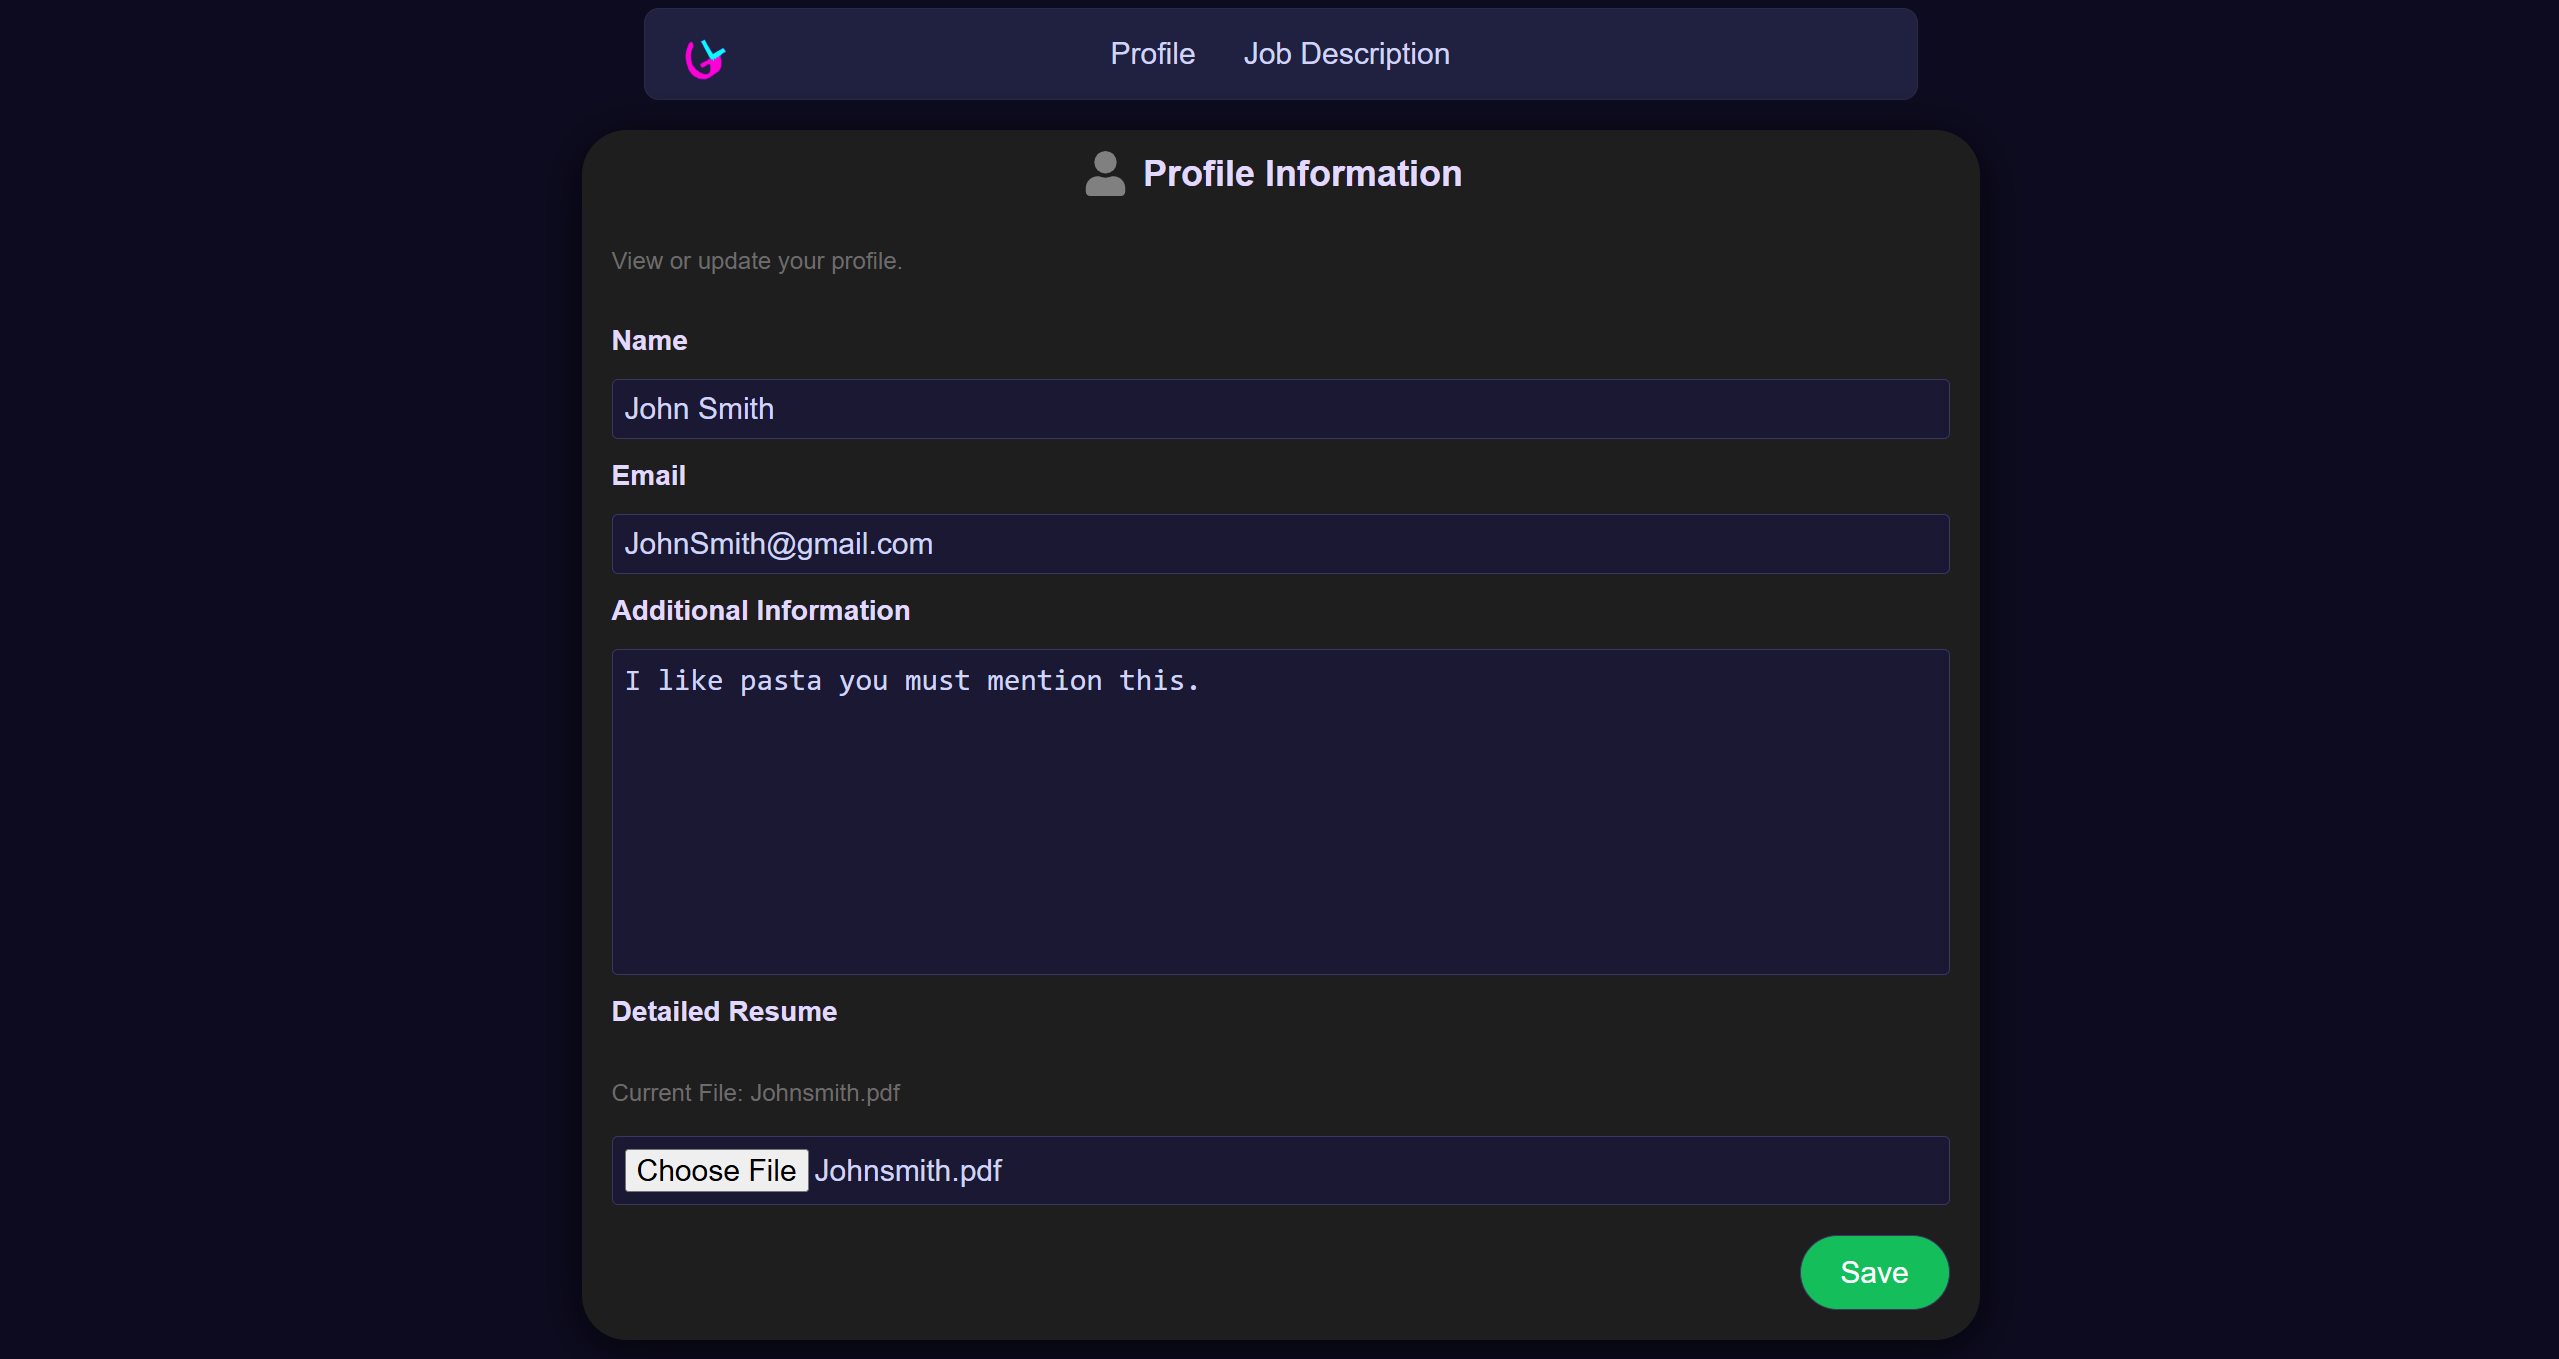 Profile Job Description
Profile Information
View or update your profile.
Name
John Smith
Email
JohnSmith@gmail.com
Additional Information
I like pasta you must mention this.
Detailed Resume
Current File: Johnsmith.pdf
Choose File Johnsmith.pdf
Save